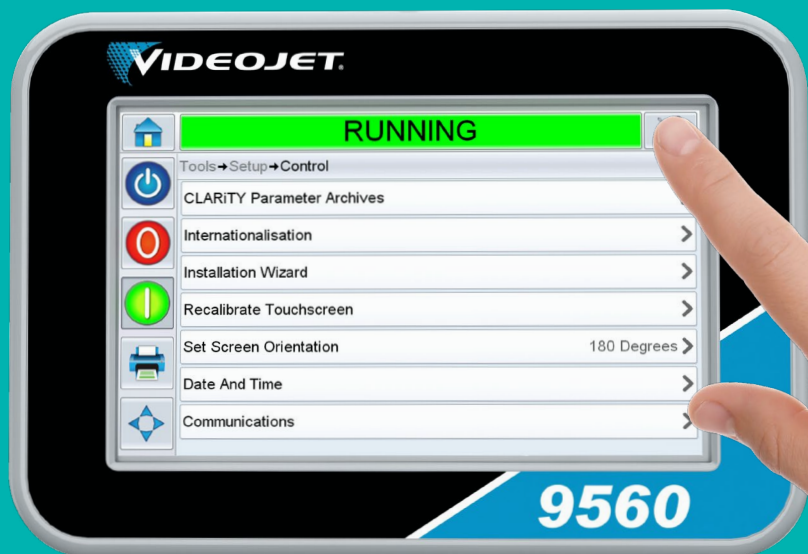 VIDEOJET.
RUNNING
Tools→Setup→Control
CLARiTY Parameter Archives
Internationalisation
Installation Wizard
Recalibrate Touchscreen
Set Screen Orientation 180 Degrees
Date And Time
Communications
9560